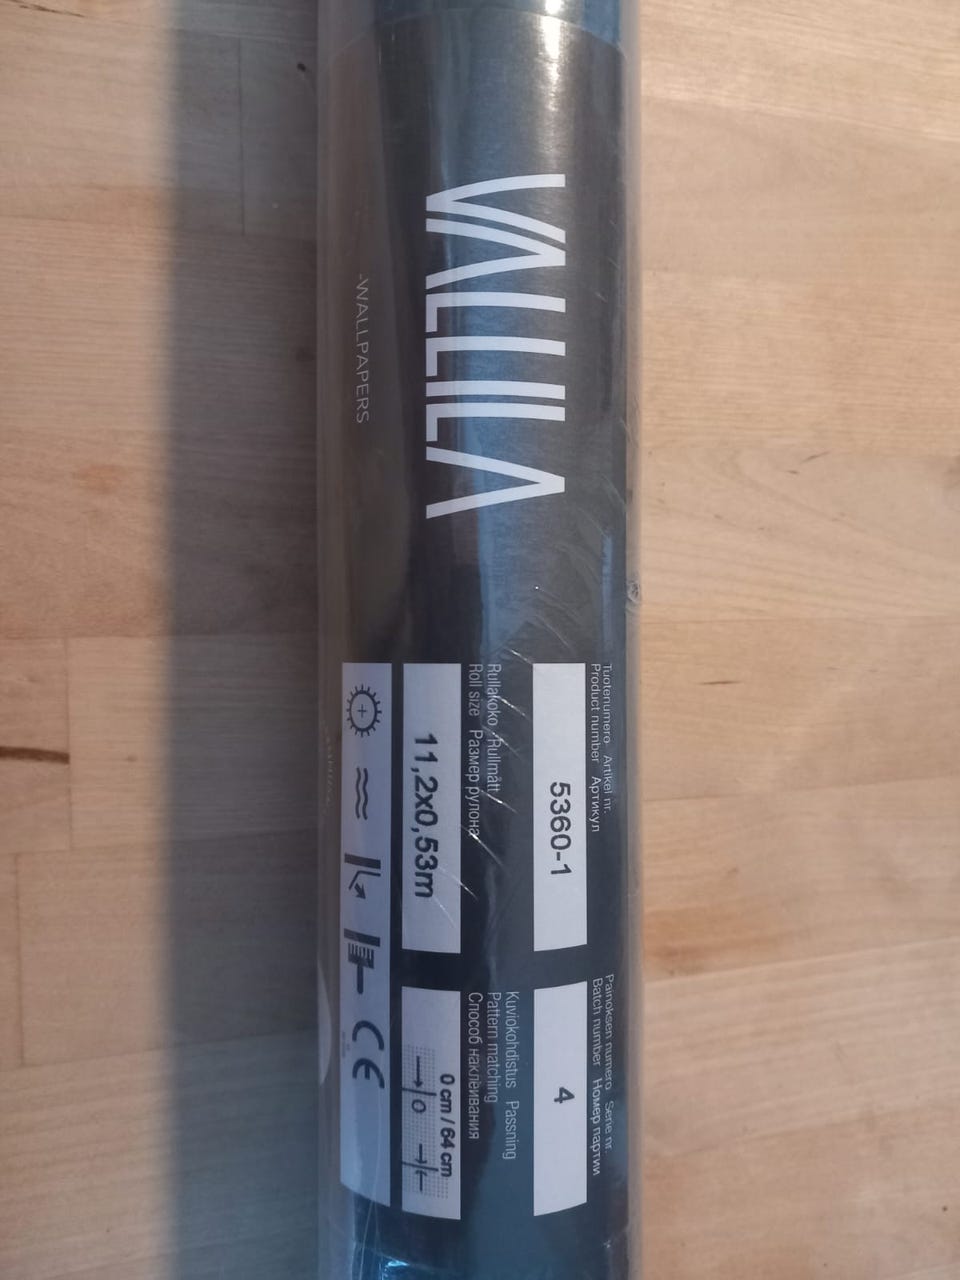 VALLILA
-WALLPAPERS
Tuotenumero Artikel nr.
Product number Артикул
5360-1
Painoksen numero Serie nr.
Batch number Номер партии
4
Rullakoko Rullmått
Roll size Размер рулона
11,2x0,53m
Kuviokohdistus Passning
Pattern matching
Способ наклеивания
0 cm / 64 cm
0
CE